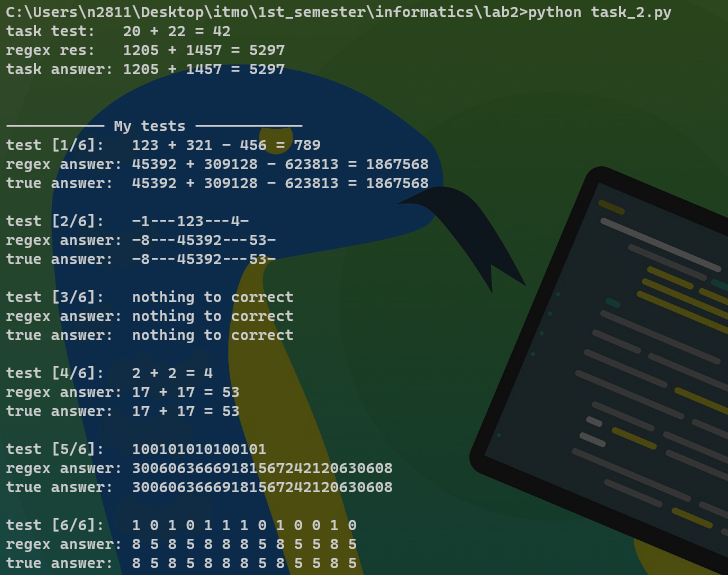 C:\Users\n2811\Desktop\itmo\1st_semester\informatics\lab2>python task_2.py
task test:   20 + 22 = 42
regex res:   1205 + 1457 = 5297
task answer: 1205 + 1457 = 5297
——————————— My tests ————————————
test [1/6]:   123 + 321 - 456 = 789
regex answer: 45392 + 309128 - 623813 = 1867568
true answer:  45392 + 309128 - 623813 = 1867568
test [2/6]:   -1---123---4-
regex answer: -8---45392---53-
true answer:  -8---45392---53-
test [3/6]:   nothing to correct
regex answer: nothing to correct
true answer:  nothing to correct
test [4/6]:   2 + 2 = 4
regex answer: 17 + 17 = 53
true answer:  17 + 17 = 53
test [5/6]:   100101010100101
regex answer: 30060636669181567242120630608
true answer:  30060636669181567242120630608
test [6/6]:   1 0 1 0 1 1 1 0 1 0 0 1 0
regex answer: 8 5 8 5 8 8 8 5 8 5 5 8 5
true answer:  8 5 8 5 8 8 8 5 8 5 5 8 5